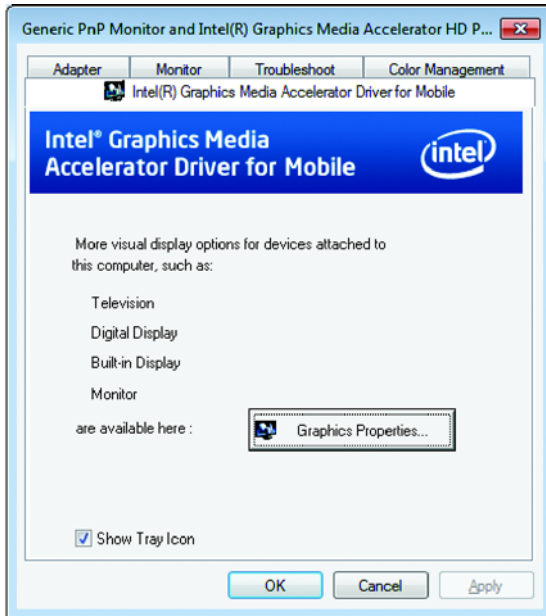 Generic PnP Monitor and Intel(R) Graphics Media Accelerator HD P...
Adapter Monitor Troubleshoot Color Management
Intel(R) Graphics Media Accelerator Driver for Mobile
Intel® Graphics Media
Accelerator Driver for Mobile
intel
More visual display options for devices attached to
this computer, such as:
Television
Digital Display
Built-in Display
Monitor
are available here :
Graphics Properties...
Show Tray Icon
OK Cancel Apply